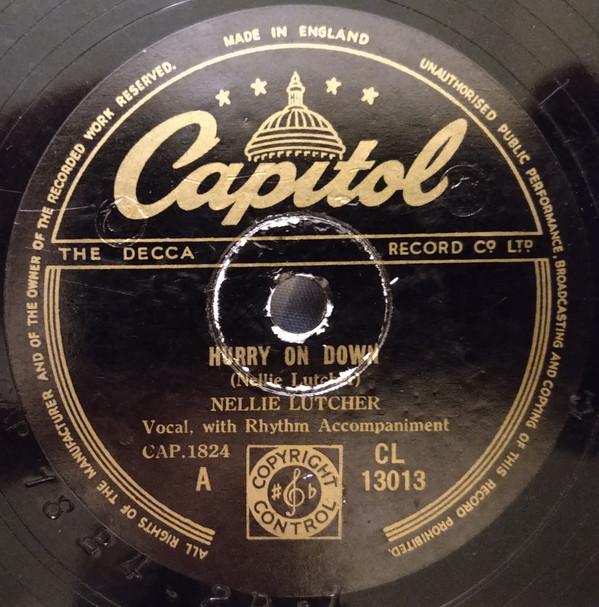 MADE IN ENGLAND
UNAUTHORISED PUBLIC PERFORMANCE, BROADCASTING AND COPYING OF THIS RECORD PROHIBITED.
ALL RIGHTS OF THE MANUFACTURER AND OF THE OWNER OF THE RECORDED WORK RESERVED.
Capitol
THE DECCA RECORD Cº LTD
HURRY ON DOWN
(Nellie Lutcher)
NELLIE LUTCHER
Vocal, with Rhythm Accompaniment
CAP.1824 CL
A 13013
COPYRIGHT
CONTROL